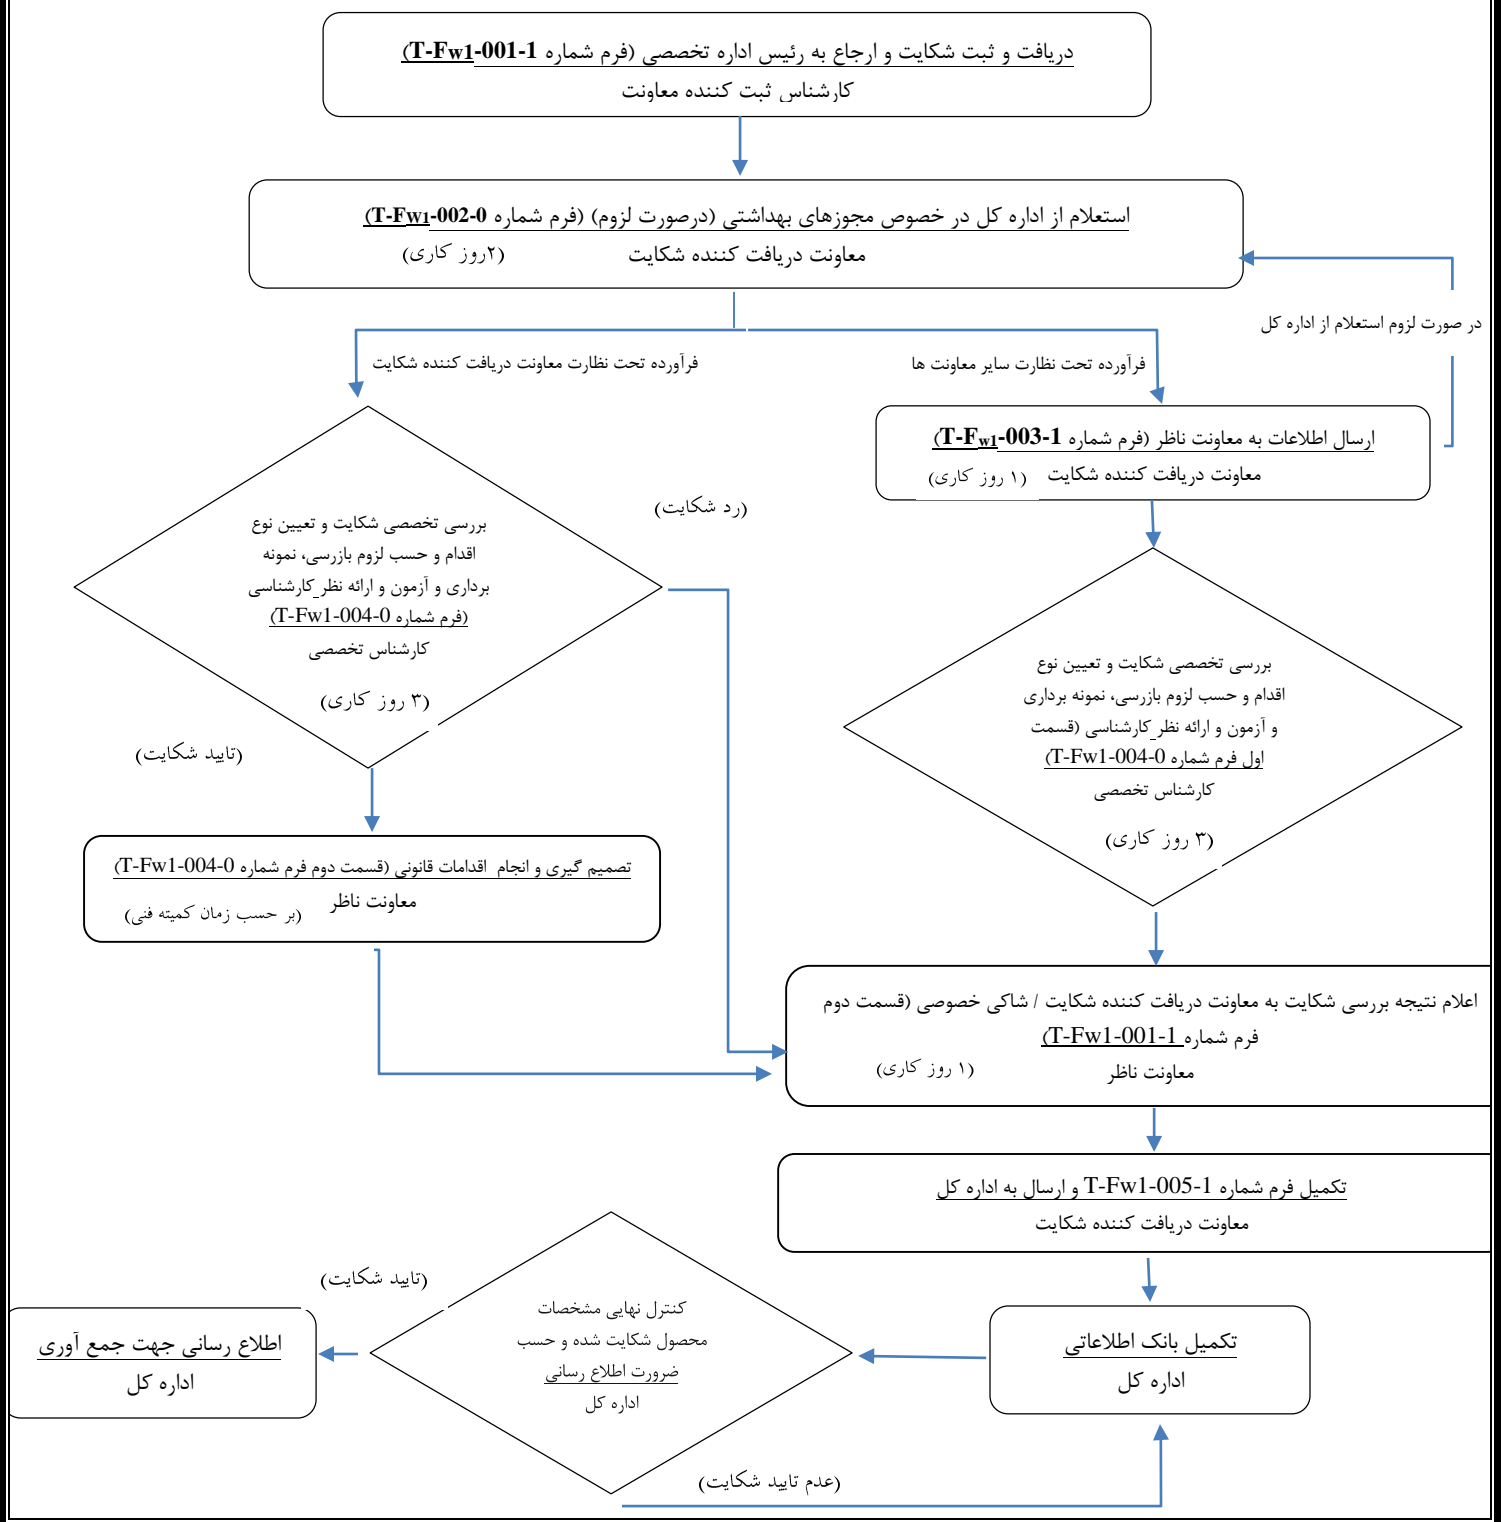 دریافت و ثبت شکایت و ارجاع به رئیس اداره تخصصی (فرم شماره T-Fw1-001-1)
کارشناس ثبت کننده معاونت
استعلام از اداره کل در خصوص مجوزهای بهداشتی (درصورت لزوم) (فرم شماره T-FW1-002-0)
معاونت دریافت کننده شکایت (۲روز کاری)
در صورت لزوم استعلام از اداره کل
فرآورده تحت نظارت سایر معاونت ها
فرآورده تحت نظارت معاونت دریافت کننده شکایت
ارسال اطلاعات به معاونت ناظر (فرم شماره T-Fw1-003-1)
معاونت دریافت کننده شکایت (۱ روز کاری)
(رد شکایت)
بررسی تخصصی شکایت و تعیین نوع
اقدام و حسب لزوم بازرسی، نمونه
برداری و آزمون و ارائه نظر کارشناسی
(فرم شماره T-Fw1-004-0)
کارشناس تخصصی
(۳ روز کاری)
(تایید شکایت)
بررسی تخصصی شکایت و تعیین نوع
اقدام و حسب لزوم بازرسی، نمونه برداری
و آزمون و ارائه نظر کارشناسی (قسمت
اول فرم شماره T-Fw1-004-0)
کارشناس تخصصی
(۳ روز کاری)
تصمیم گیری و انجام اقدامات قانونی (قسمت دوم فرم شماره T-Fw1-004-0)
معاونت ناظر (بر حسب زمان کمیته فنی)
اعلام نتیجه بررسی شکایت به معاونت دریافت کننده شکایت / شاکی خصوصی (قسمت دوم
فرم شماره T-Fw1-001-1)
معاونت ناظر (۱ روز کاری)
تکمیل فرم شماره T-Fw1-005-1 و ارسال به اداره کل
معاونت دریافت کننده شکایت
تکمیل بانک اطلاعاتی
اداره کل
کنترل نهایی مشخصات
محصول شکایت شده و حسب
ضرورت اطلاع رسانی
اداره کل
(تایید شکایت)
اطلاع رسانی جهت جمع آوری
اداره کل
(عدم تایید شکایت)